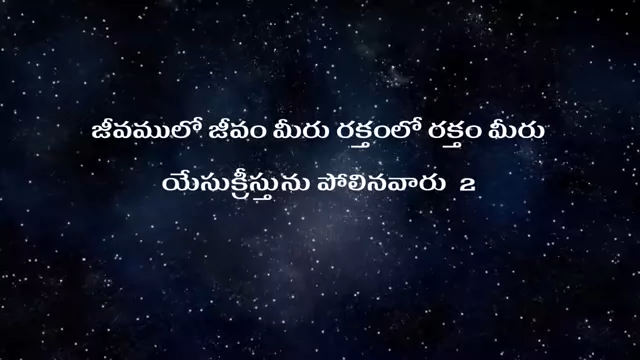 జీవములో జీవం మీరు రక్తంలో రక్తం మీరు
యేసుక్రీస్తును పోలినవారు 2